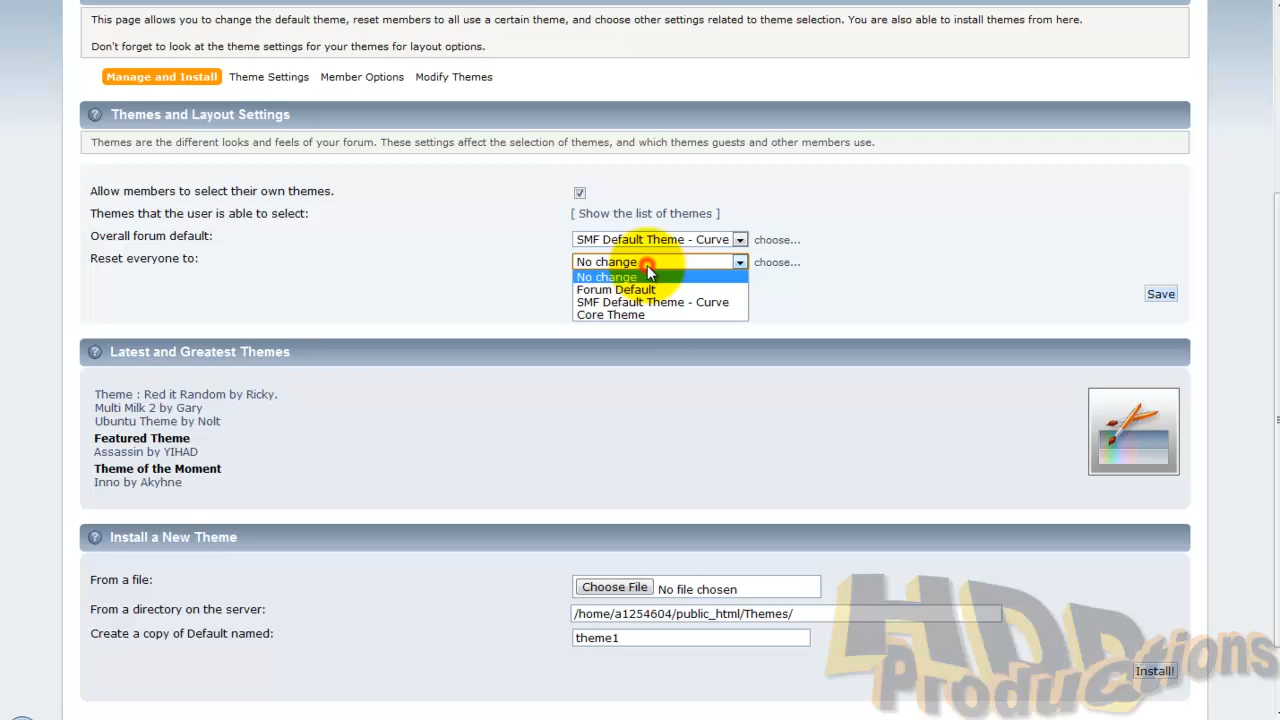 This page allows you to change the default theme, reset members to all use a certain theme, and choose other settings related to theme selection. You are also able to install themes from here.
Don't forget to look at the theme settings for your themes for layout options.
Manage and Install Theme Settings Member Options Modify Themes
? Themes and Layout Settings
Themes are the different looks and feels of your forum. These settings affect the selection of themes, and which themes guests and other members use.
Allow members to select their own themes.
Themes that the user is able to select: [ Show the list of themes ]
Overall forum default: SMF Default Theme - Curve choose...
Reset everyone to: No change choose...
No change
Forum Default
SMF Default Theme - Curve
Core Theme
Save
? Latest and Greatest Themes
Theme : Red it Random by Ricky.
Multi Milk 2 by Gary
Ubuntu Theme by Nolt
Featured Theme
Assassin by YIHAD
Theme of the Moment
Inno by Akyhne
? Install a New Theme
From a file: Choose File No file chosen
From a directory on the server: /home/a1254604/public_html/Themes/
Create a copy of Default named: theme1
Install!
HDD
Productions